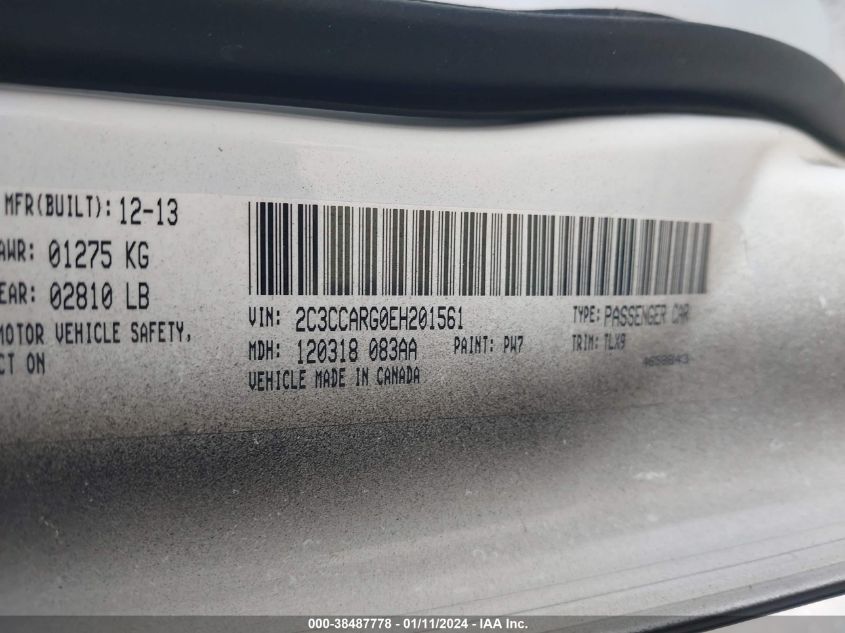 MFR(BUILT): 12-13
AWR: 01275 KG
EAR: 02810 LB
MOTOR VEHICLE SAFETY,
CT ON
VIN: 2C3CCARG0EH201561 TYPE: PASSENGER CAR
MDH: 120318 083AA PAINT: PW7 TRIM: TLX9
VEHICLE MADE IN CANADA
000-38487778 - 01/11/2024 - IAA Inc.